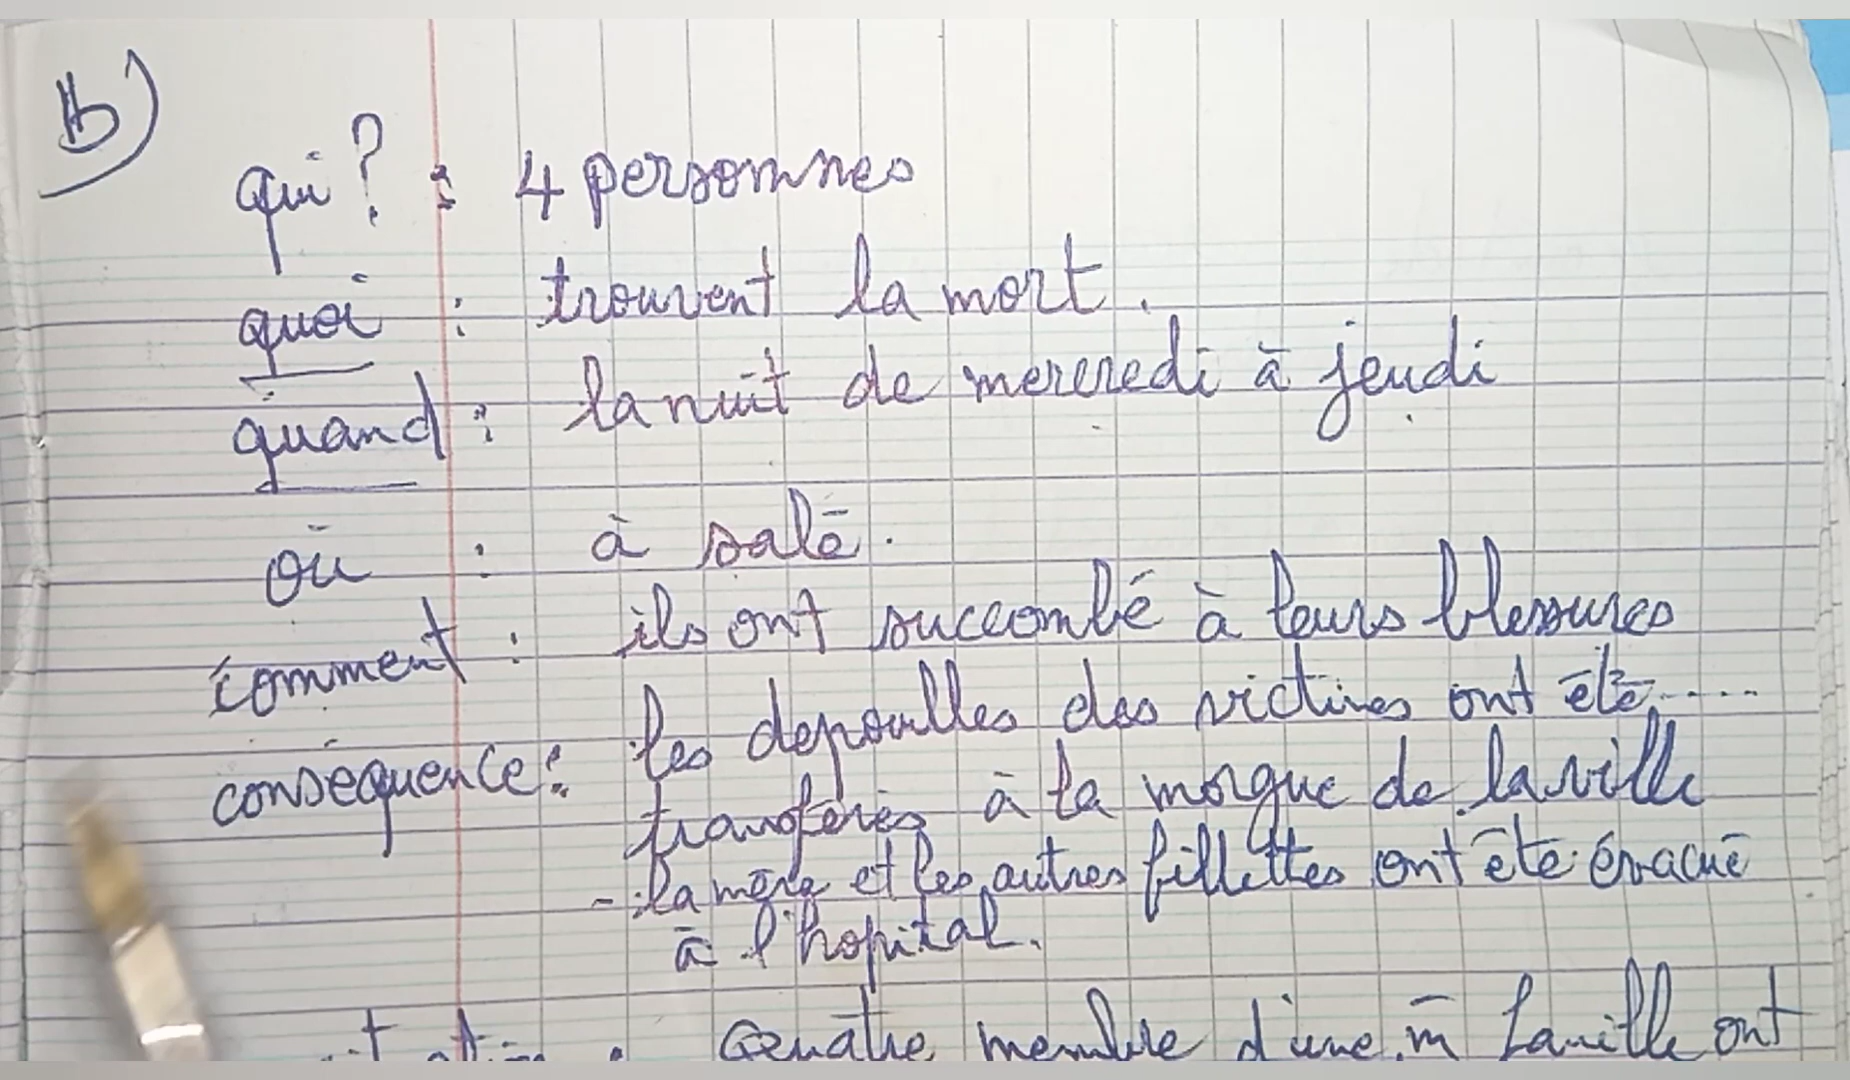 b)
qui? : 4 personnes
quoi : trouvent la mort.
quand : la nuit de mercredi à jeudi
où : à salé.
comment : ils ont succombé à leurs blessures
conséquence : les depouilles des victimes ont été.....
transférés à la morgue de la ville
- la mère et les autres fillettes ont été évacué
à l'hopital.
Quatre membre d'une m famille ont